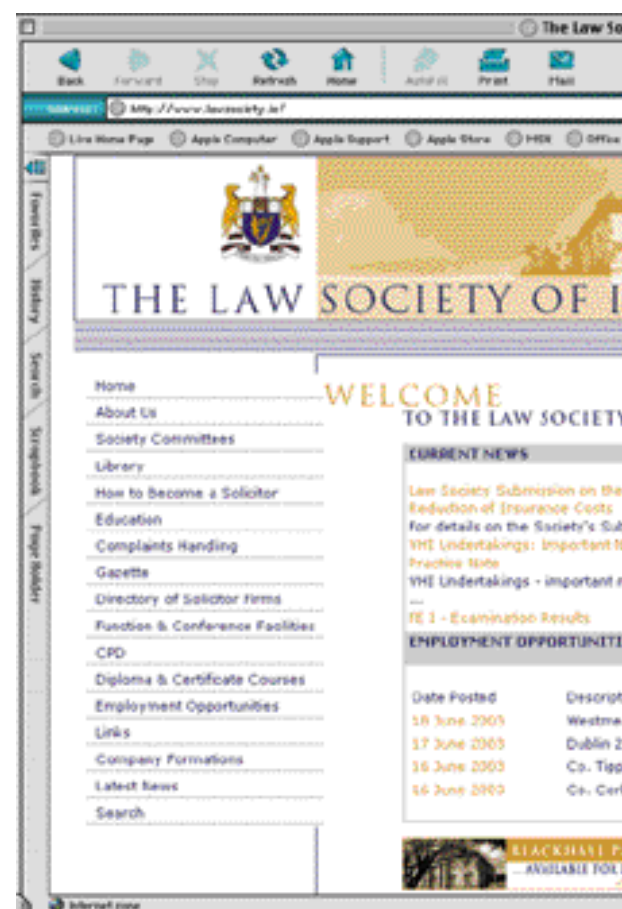 The Law So
Back Forward Stop Refresh Home AutoFill Print Mail
http://www.lawsociety.ie/
Live Home Page Apple Computer Apple Support Apple Store Office
Favorites
History
Search
Scrapbook
Page Holder
THE LAW SOCIETY OF I
Home
About Us
Society Committees
Library
How to Become a Solicitor
Education
Complaints Handling
Gazette
Directory of Solicitor Firms
Function & Conference Facilities
CPD
Diploma & Certificate Courses
Employment Opportunities
Links
Company Formations
Latest News
Search
WELCOME
TO THE LAW SOCIETY
CURRENT NEWS
Law Society Submission on the
Reduction of Insurance Costs
For details on the Society's Sub
VHI Undertakings: Important
Practice Note
VHI Undertakings - important
...
FE 1 - Examination Results
EMPLOYMENT OPPORTUNITI
Date Posted Descript
18 June 2003 Westme
17 June 2003 Dublin 2
16 June 2003 Co. Tipp
16 June 2003 Co. Cor
BLACKHALL P
... AVAILABLE FOR
Internet zone